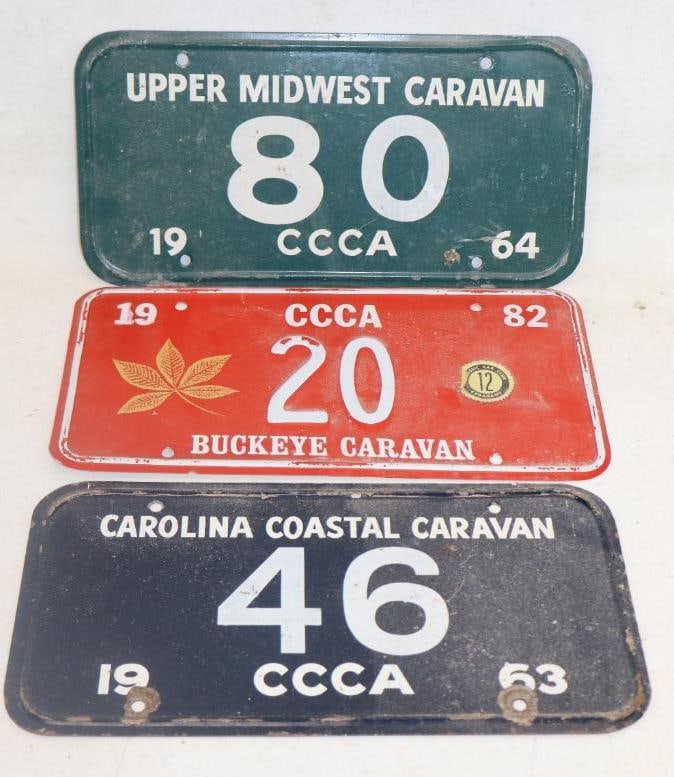 UPPER MIDWEST CARAVAN
80
19 CCCA 64
19 CCCA 82
20
12
BUCKEYE CARAVAN
CAROLINA COASTAL CARAVAN
46
19 CCCA 63